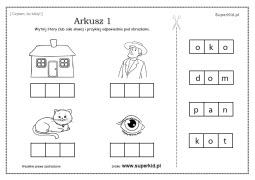 [ Czytam, bo lubię! ]
SuperKid.pl
Arkusz 1
Wytnij litery (lub całe słowa) i przyklej odpowiednio pod obrazkami.
o k o
d o m
p a n
k o t
Wszelkie prawa zastrzeżone
www.superkid.pl